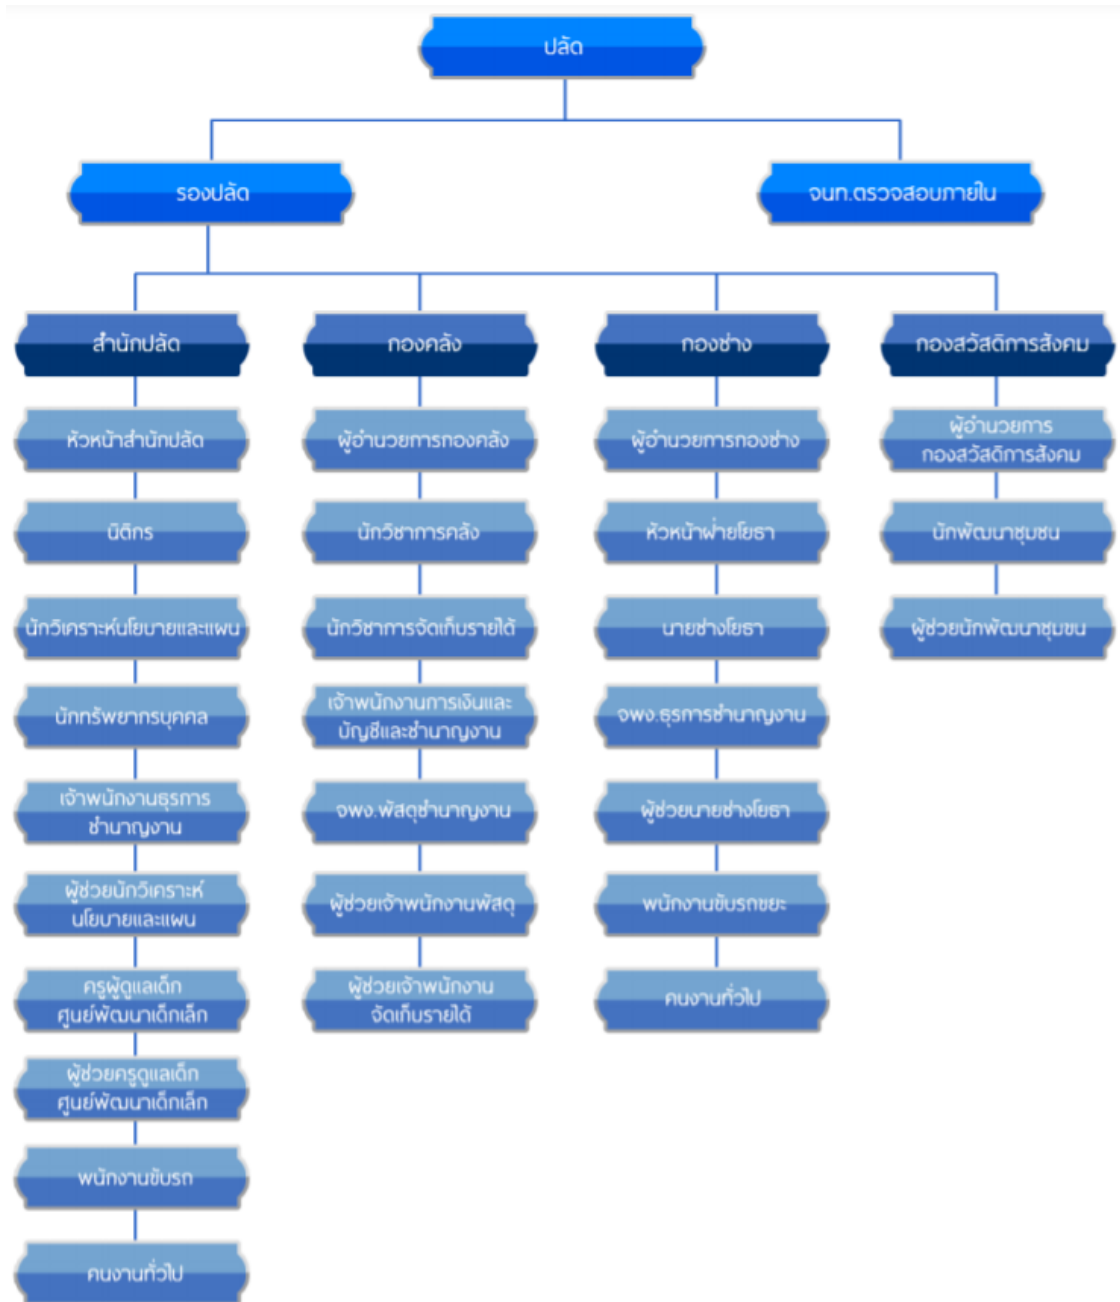 ปลัด
รองปลัด
จนท.ตรวจสอบภายใน
สำนักปลัด
กองคลัง
กองช่าง
กองสวัสดิการสังคม
หัวหน้าสำนักปลัด
นิติกร
นักวิเคราะห์นโยบายและแผน
นักทรัพยากรบุคคล
เจ้าพนักงานธุรการ
ชำนาญงาน
ผู้ช่วยนักวิเคราะห์
นโยบายและแผน
ครูผู้ดูแลเด็ก
ศูนย์พัฒนาเด็กเล็ก
ผู้ช่วยครูดูแลเด็ก
ศูนย์พัฒนาเด็กเล็ก
พนักงานขับรถ
คนงานทั่วไป
ผู้อำนวยการกองคลัง
นักวิชาการคลัง
นักวิชาการจัดเก็บรายได้
เจ้าพนักงานการเงินและ
บัญชีและชำนาญงาน
จพง.พัสดุชำนาญงาน
ผู้ช่วยเจ้าพนักงานพัสดุ
ผู้ช่วยเจ้าพนักงาน
จัดเก็บรายได้
ผู้อำนวยการกองช่าง
หัวหน้าฝ่ายโยธา
นายช่างโยธา
จพง.ธุรการชำนาญงาน
ผู้ช่วยนายช่างโยธา
พนักงานขับรถขยะ
คนงานทั่วไป
ผู้อำนวยการ
กองสวัสดิการสังคม
นักพัฒนาชุมชน
ผู้ช่วยนักพัฒนาชุมชน